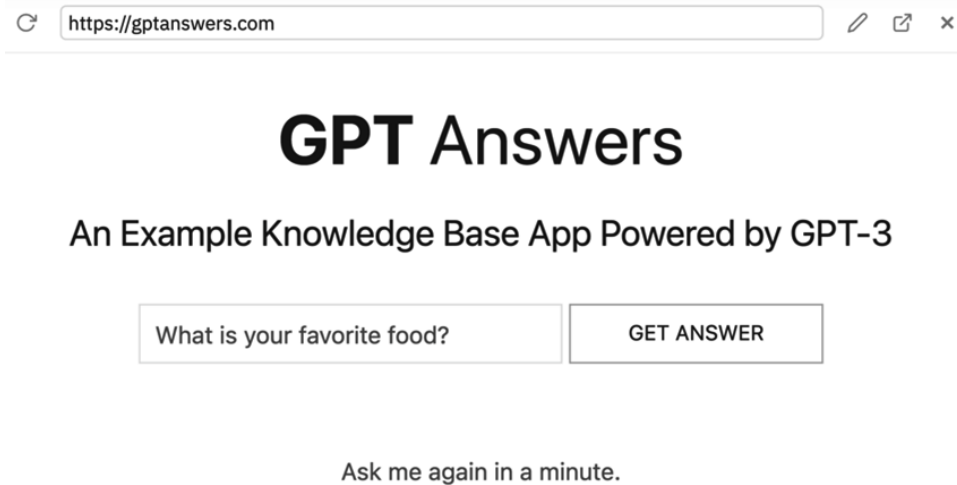 https://gptanswers.com
GPT Answers
An Example Knowledge Base App Powered by GPT-3
What is your favorite food?
GET ANSWER
Ask me again in a minute.